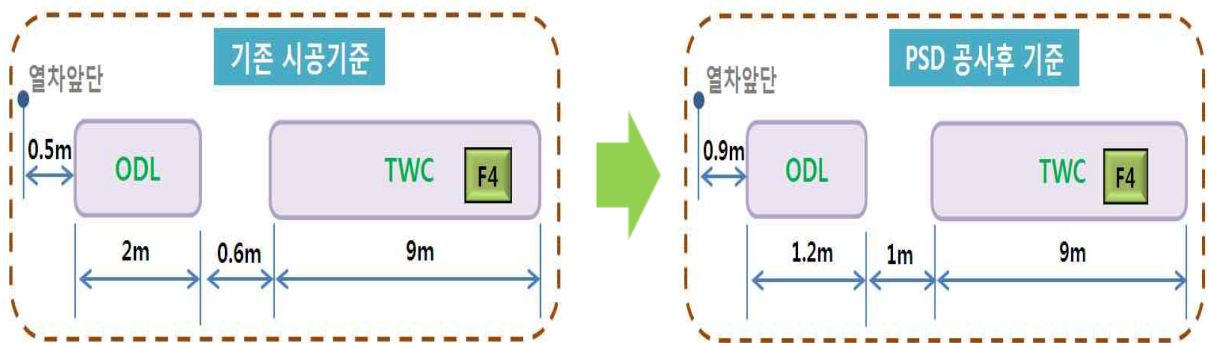 기존 시공기준
열차앞단
0.5m
ODL
TWC
F4
2m
0.6m
9m
PSD 공사후 기준
열차앞단
0.9m
ODL
TWC
F4
1.2m
1m
9m